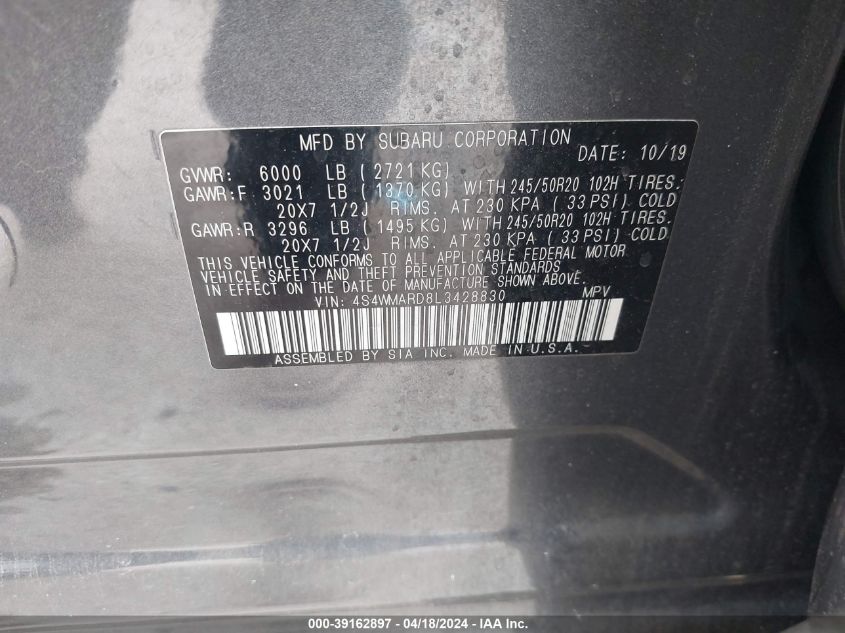 MFD BY SUBARU CORPORATION
DATE: 10/19
GVWR: 6000 LB ( 2721 KG)
GAWR:F 3021 LB ( 1370 KG) WITH 245/50R20 102H TIRES.
20X7 1/2J RIMS. AT 230 KPA ( 33 PSI) COLD
GAWR:R 3296 LB ( 1495 KG) WITH 245/50R20 102H TIRES.
20X7 1/2J RIMS. AT 230 KPA ( 33 PSI) COLD
THIS VEHICLE CONFORMS TO ALL APPLICABLE FEDERAL MOTOR
VEHICLE SAFETY AND THEFT PREVENTION STANDARDS
IN EFFECT ON THE DATE OF MANUFACTURE SHOWN ABOVE.
VIN: 4S4WMARD8L3428830 MPV
ASSEMBLED BY SIA INC. MADE IN U.S.A.
000-39162897 - 04/18/2024 - IAA Inc.